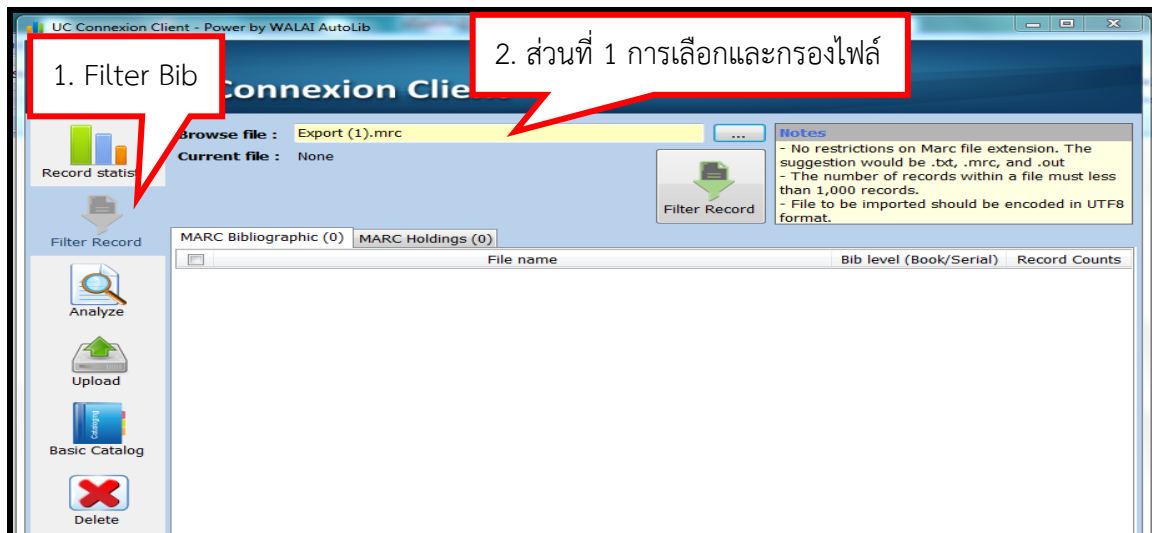 UC Connexion Client - Power by WALAI AutoLib
1. Filter Bib
2. ส่วนที่ 1 การเลือกและกรองไฟล์
Connexion Clie
Browse file :
Export (1).mrc
...
Current file :
None
Filter Record
Notes
- No restrictions on Marc file extension. The
suggestion would be .txt, .mrc, and .out
- The number of records within a file must less
than 1,000 records.
- File to be imported should be encoded in UTF8
format.
Record statist
Filter Record
Analyze
Upload
Cataloging
Basic Catalog
Delete
MARC Bibliographic (0)
MARC Holdings (0)
File name
Bib level (Book/Serial)
Record Counts